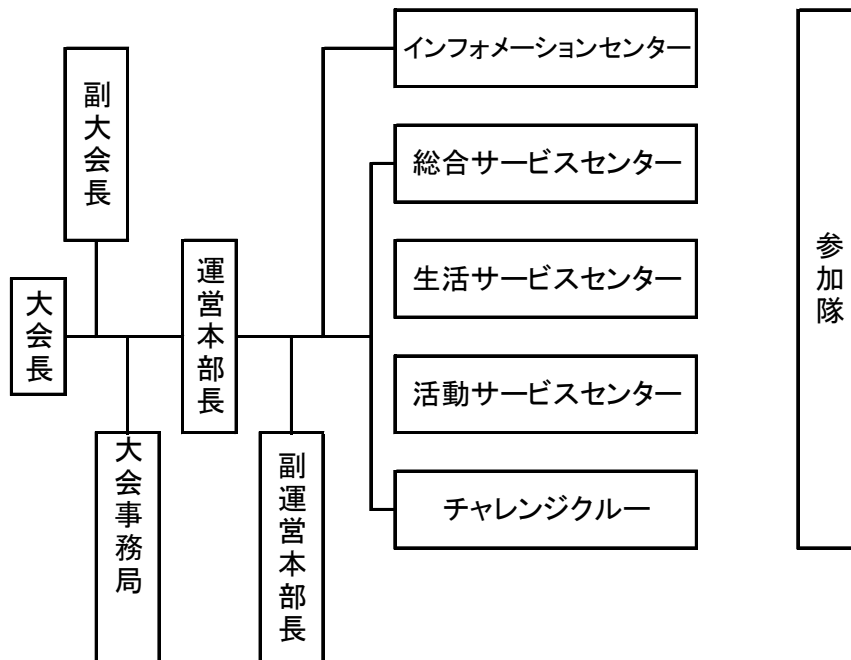 大会長
副大会長
大会事務局
運営本部長
副運営本部長
インフォメーションセンター
総合サービスセンター
生活サービスセンター
活動サービスセンター
チャレンジクルー
参加隊